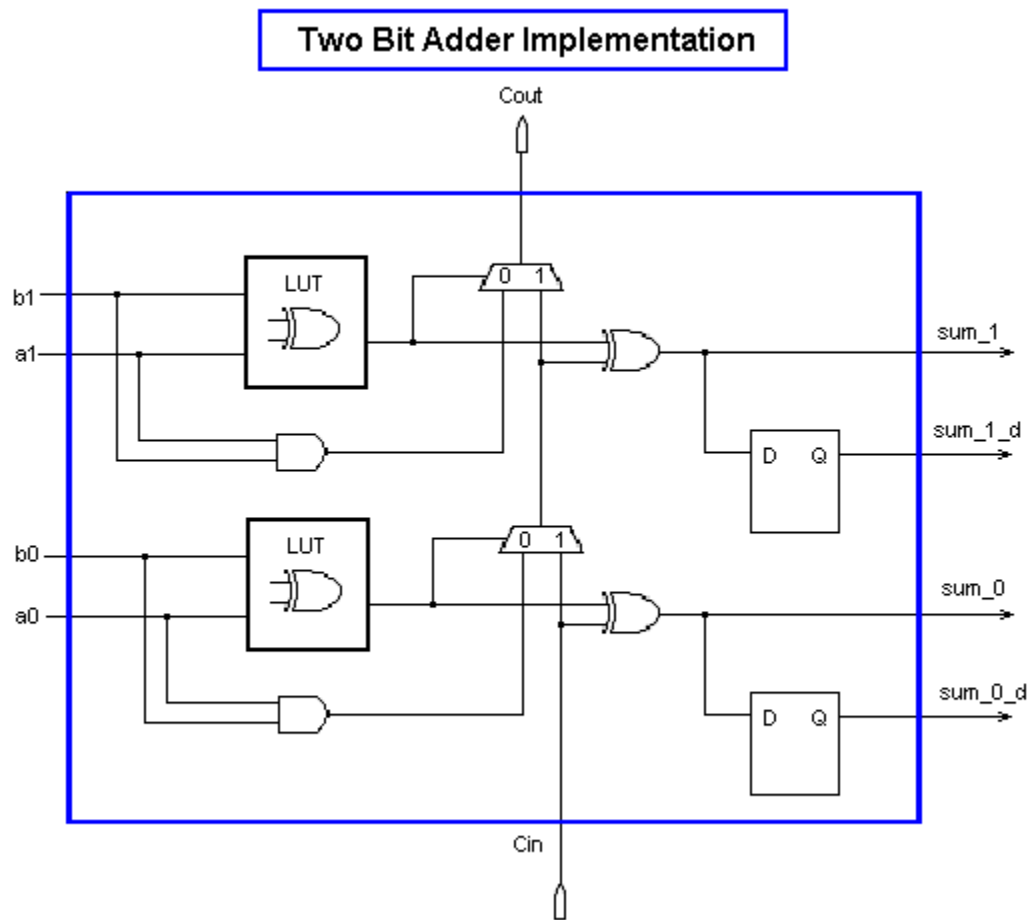 Two Bit Adder Implementation
Cout
LUT
0 1
b1
a1
sum_1
sum_1_d
D Q
LUT
0 1
b0
a0
sum_0
sum_0_d
D Q
Cin